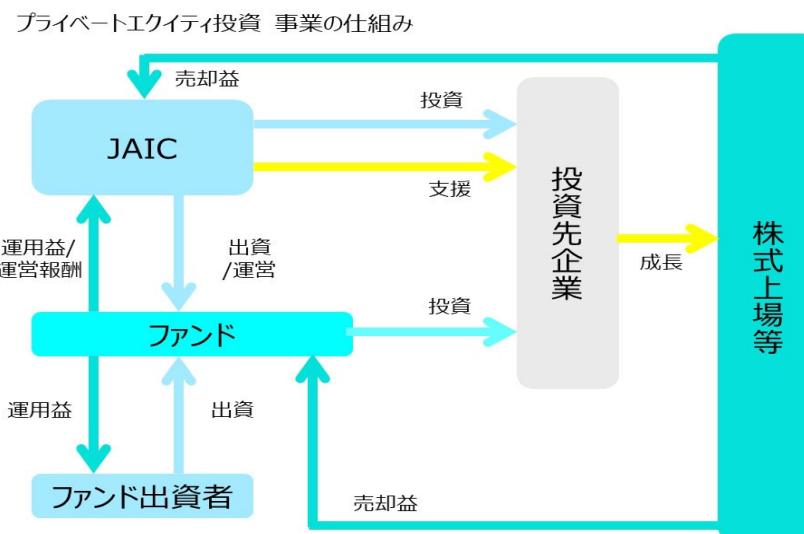 プライベートエクイティ投資 事業の仕組み
売却益
投資
JAIC
支援
投資先企業
株式上場等
成長
運用益/
運営報酬
出資
/運営
投資
ファンド
運用益
出資
ファンド出資者
売却益